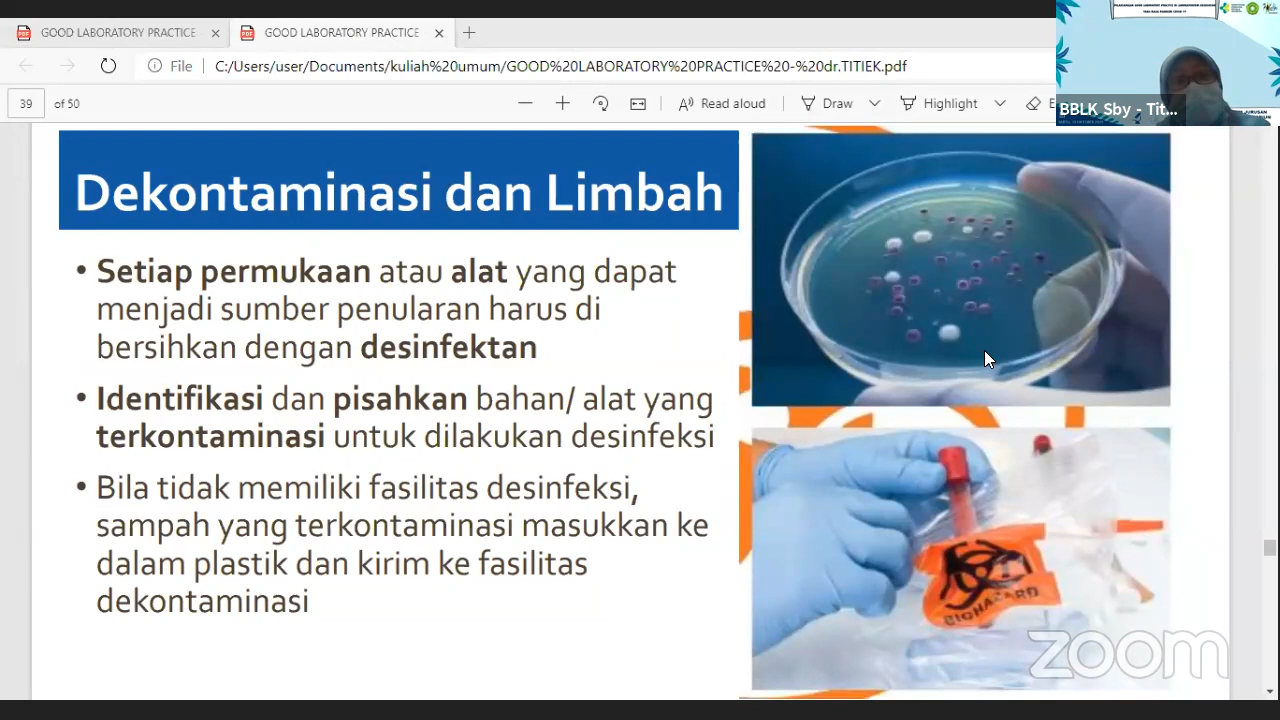 GOOD LABORATORY PRACTICE
GOOD LABORATORY PRACTICE
File
C:/Users/user/Documents/kuliah%20umum/GOOD%20LABORATORY%20PRACTICE%20-%20dr.TITIEK.pdf
39 of 50
Read aloud
Draw
Highlight
BBLK Sby - Tit...
Dekontaminasi dan Limbah
• Setiap permukaan atau alat yang dapat
menjadi sumber penularan harus di
bersihkan dengan desinfektan
• Identifikasi dan pisahkan bahan/ alat yang
terkontaminasi untuk dilakukan desinfeksi
• Bila tidak memiliki fasilitas desinfeksi,
sampah yang terkontaminasi masukkan ke
dalam plastik dan kirim ke fasilitas
dekontaminasi
BIOHAZARD
zoom